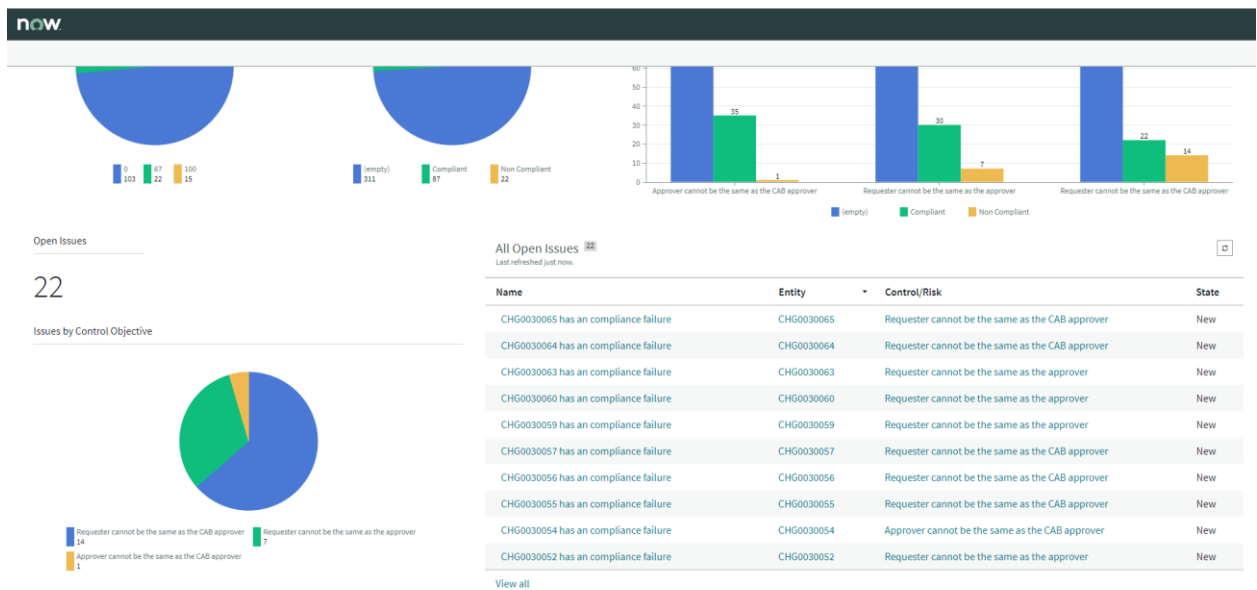 now.
0 103
67 22
100 15
(empty) 311
Compliant 87
Non Compliant 22
60
50
40
30
20
10
0
35
1
30
7
22
14
Approver cannot be the same as the CAB approver
Requester cannot be the same as the approver
Requester cannot be the same as the CAB approver
(empty) Compliant Non Compliant
Open Issues
22
Issues by Control Objective
Requester cannot be the same as the CAB approver
14
Requester cannot be the same as the approver
7
Approver cannot be the same as the CAB approver
1
All Open Issues 22
Last refreshed just now.
Name Entity Control/Risk State
CHG0030065 has an compliance failure CHG0030065 Requester cannot be the same as the CAB approver New
CHG0030064 has an compliance failure CHG0030064 Requester cannot be the same as the CAB approver New
CHG0030063 has an compliance failure CHG0030063 Requester cannot be the same as the approver New
CHG0030060 has an compliance failure CHG0030060 Requester cannot be the same as the approver New
CHG0030059 has an compliance failure CHG0030059 Requester cannot be the same as the approver New
CHG0030057 has an compliance failure CHG0030057 Requester cannot be the same as the CAB approver New
CHG0030056 has an compliance failure CHG0030056 Requester cannot be the same as the CAB approver New
CHG0030055 has an compliance failure CHG0030055 Requester cannot be the same as the CAB approver New
CHG0030054 has an compliance failure CHG0030054 Approver cannot be the same as the CAB approver New
CHG0030052 has an compliance failure CHG0030052 Requester cannot be the same as the approver New
View all